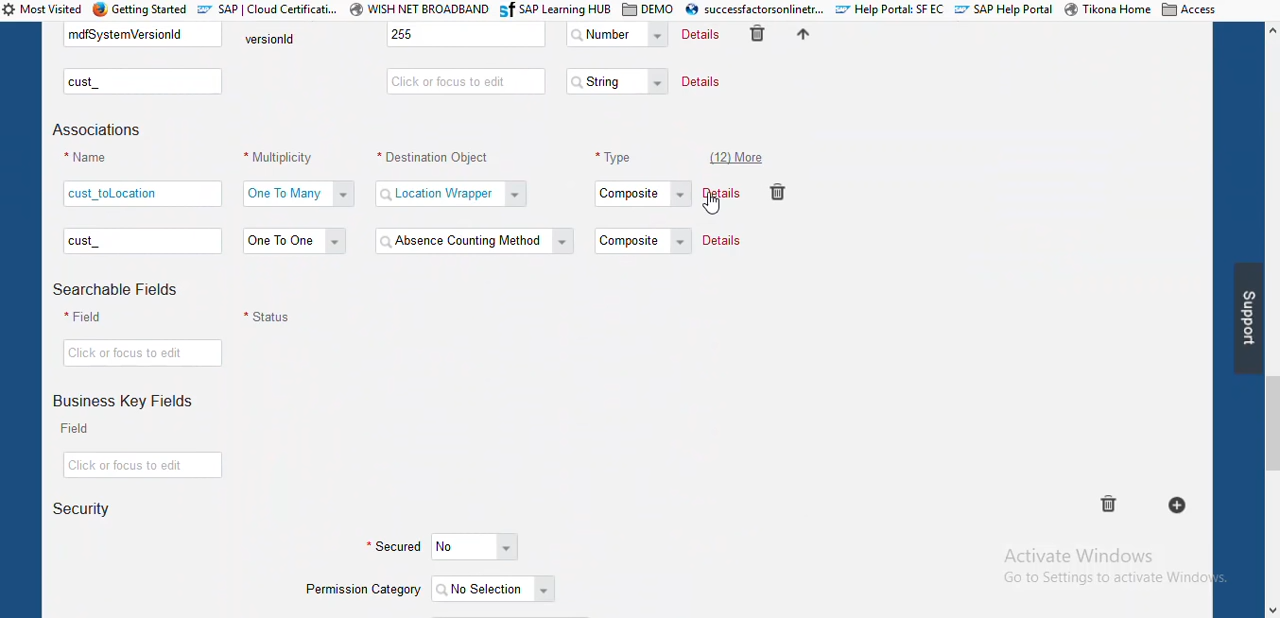 Most Visited Getting Started SAP | Cloud Certificati... WISH NET BROADBAND SAP Learning HUB DEMO successfactorsonlinetr... Help Portal: SF EC SAP Help Portal Tikona Home Access
mdfSystemVersionId versionId 255 Number Details
cust_ Click or focus to edit String Details
Associations
* Name * Multiplicity * Destination Object * Type (12) More
cust_toLocation One To Many Location Wrapper Composite Details
cust_ One To One Absence Counting Method Composite Details
Searchable Fields
* Field * Status
Click or focus to edit
Support
Business Key Fields
Field
Click or focus to edit
Security
* Secured No
Activate Windows
Go to Settings to activate Windows.
Permission Category No Selection